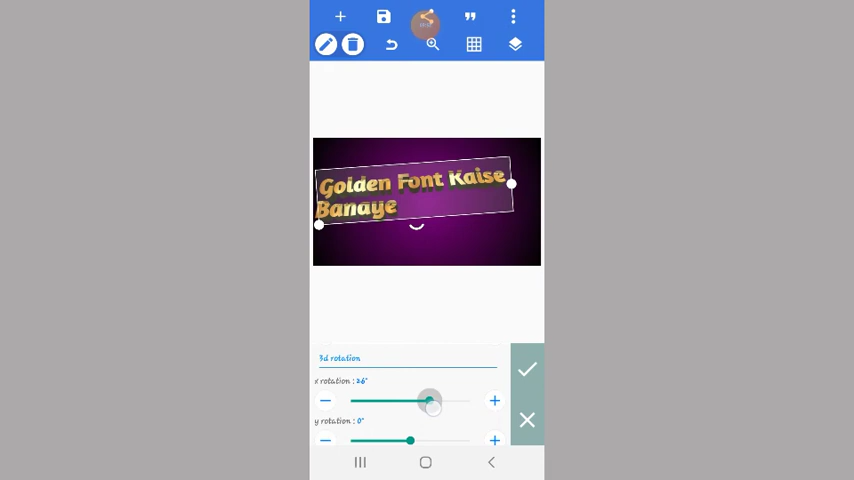 Golden Font Kaise
Banaye
3d rotation
x rotation : 26°
y rotation : 0°